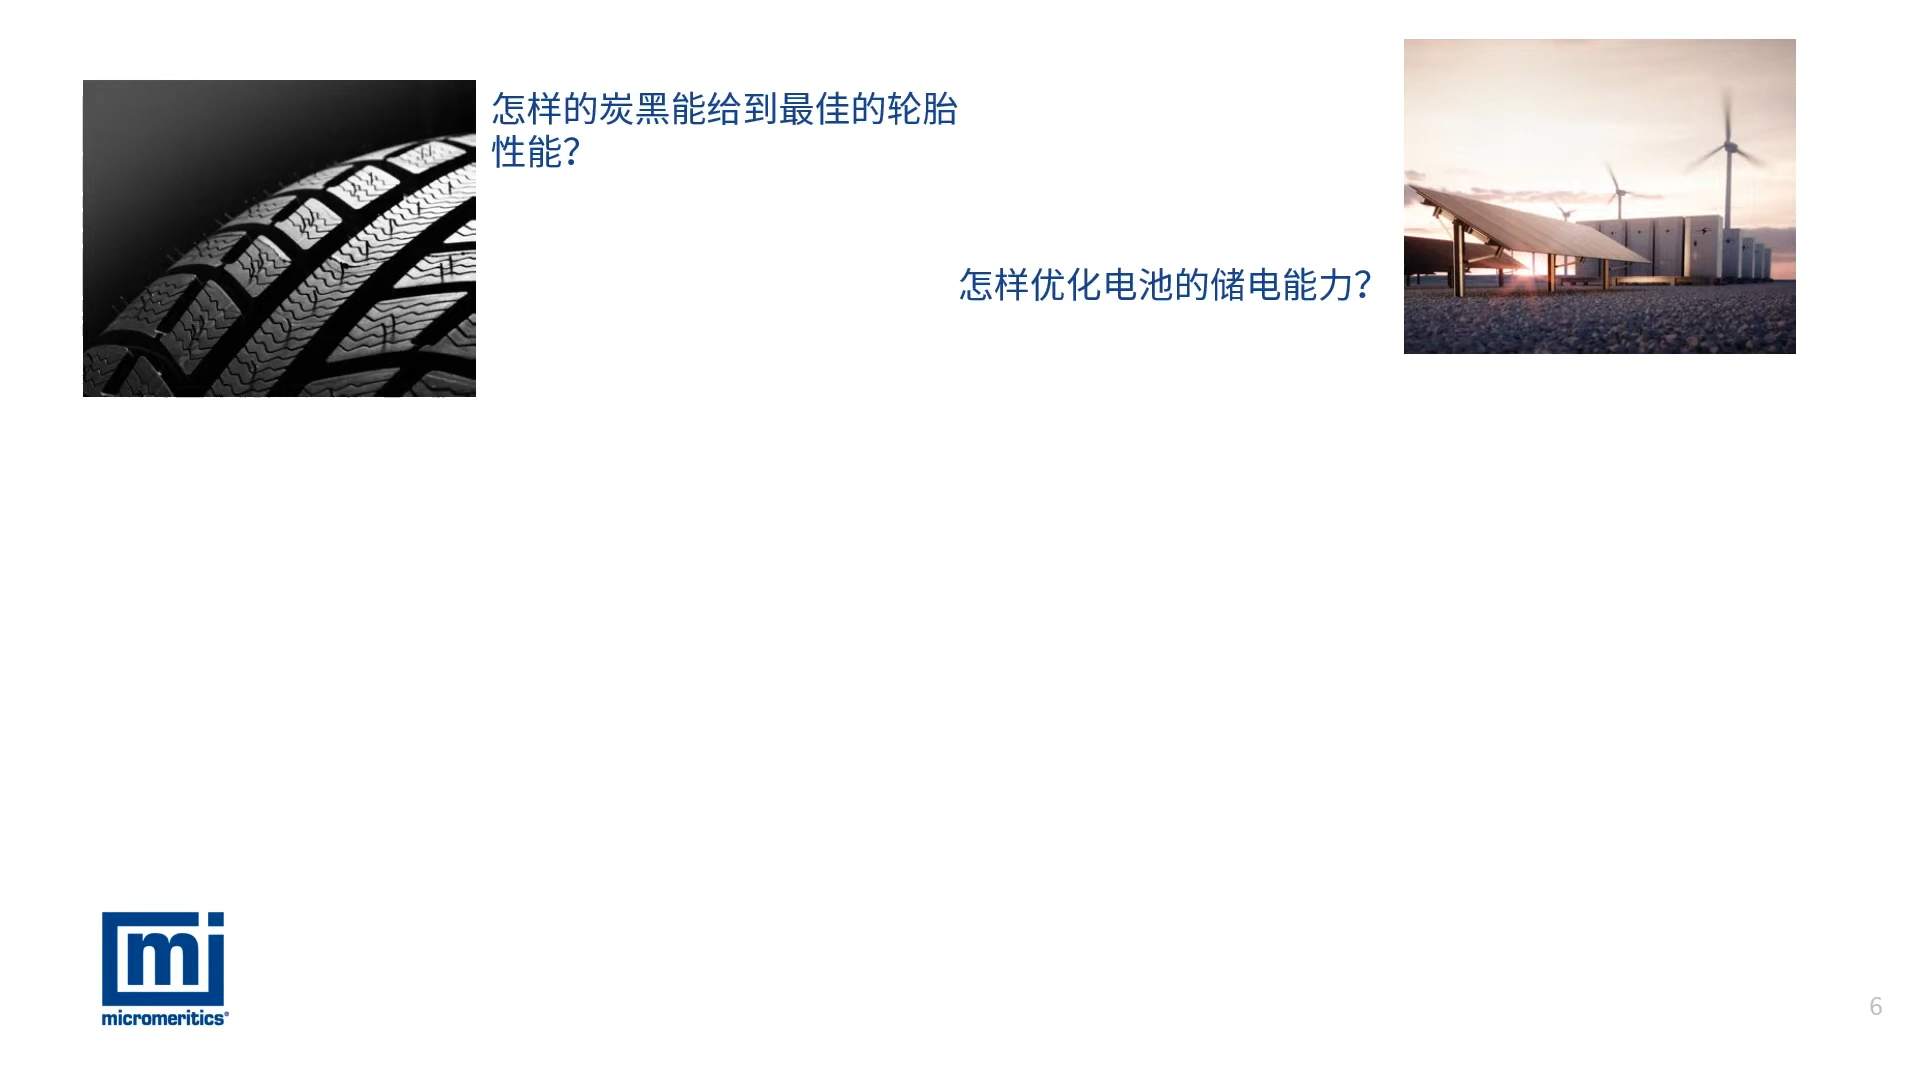 怎样的炭黑能给到最佳的轮胎
性能？
怎样优化电池的储电能力？
mi
micromeritics®
6